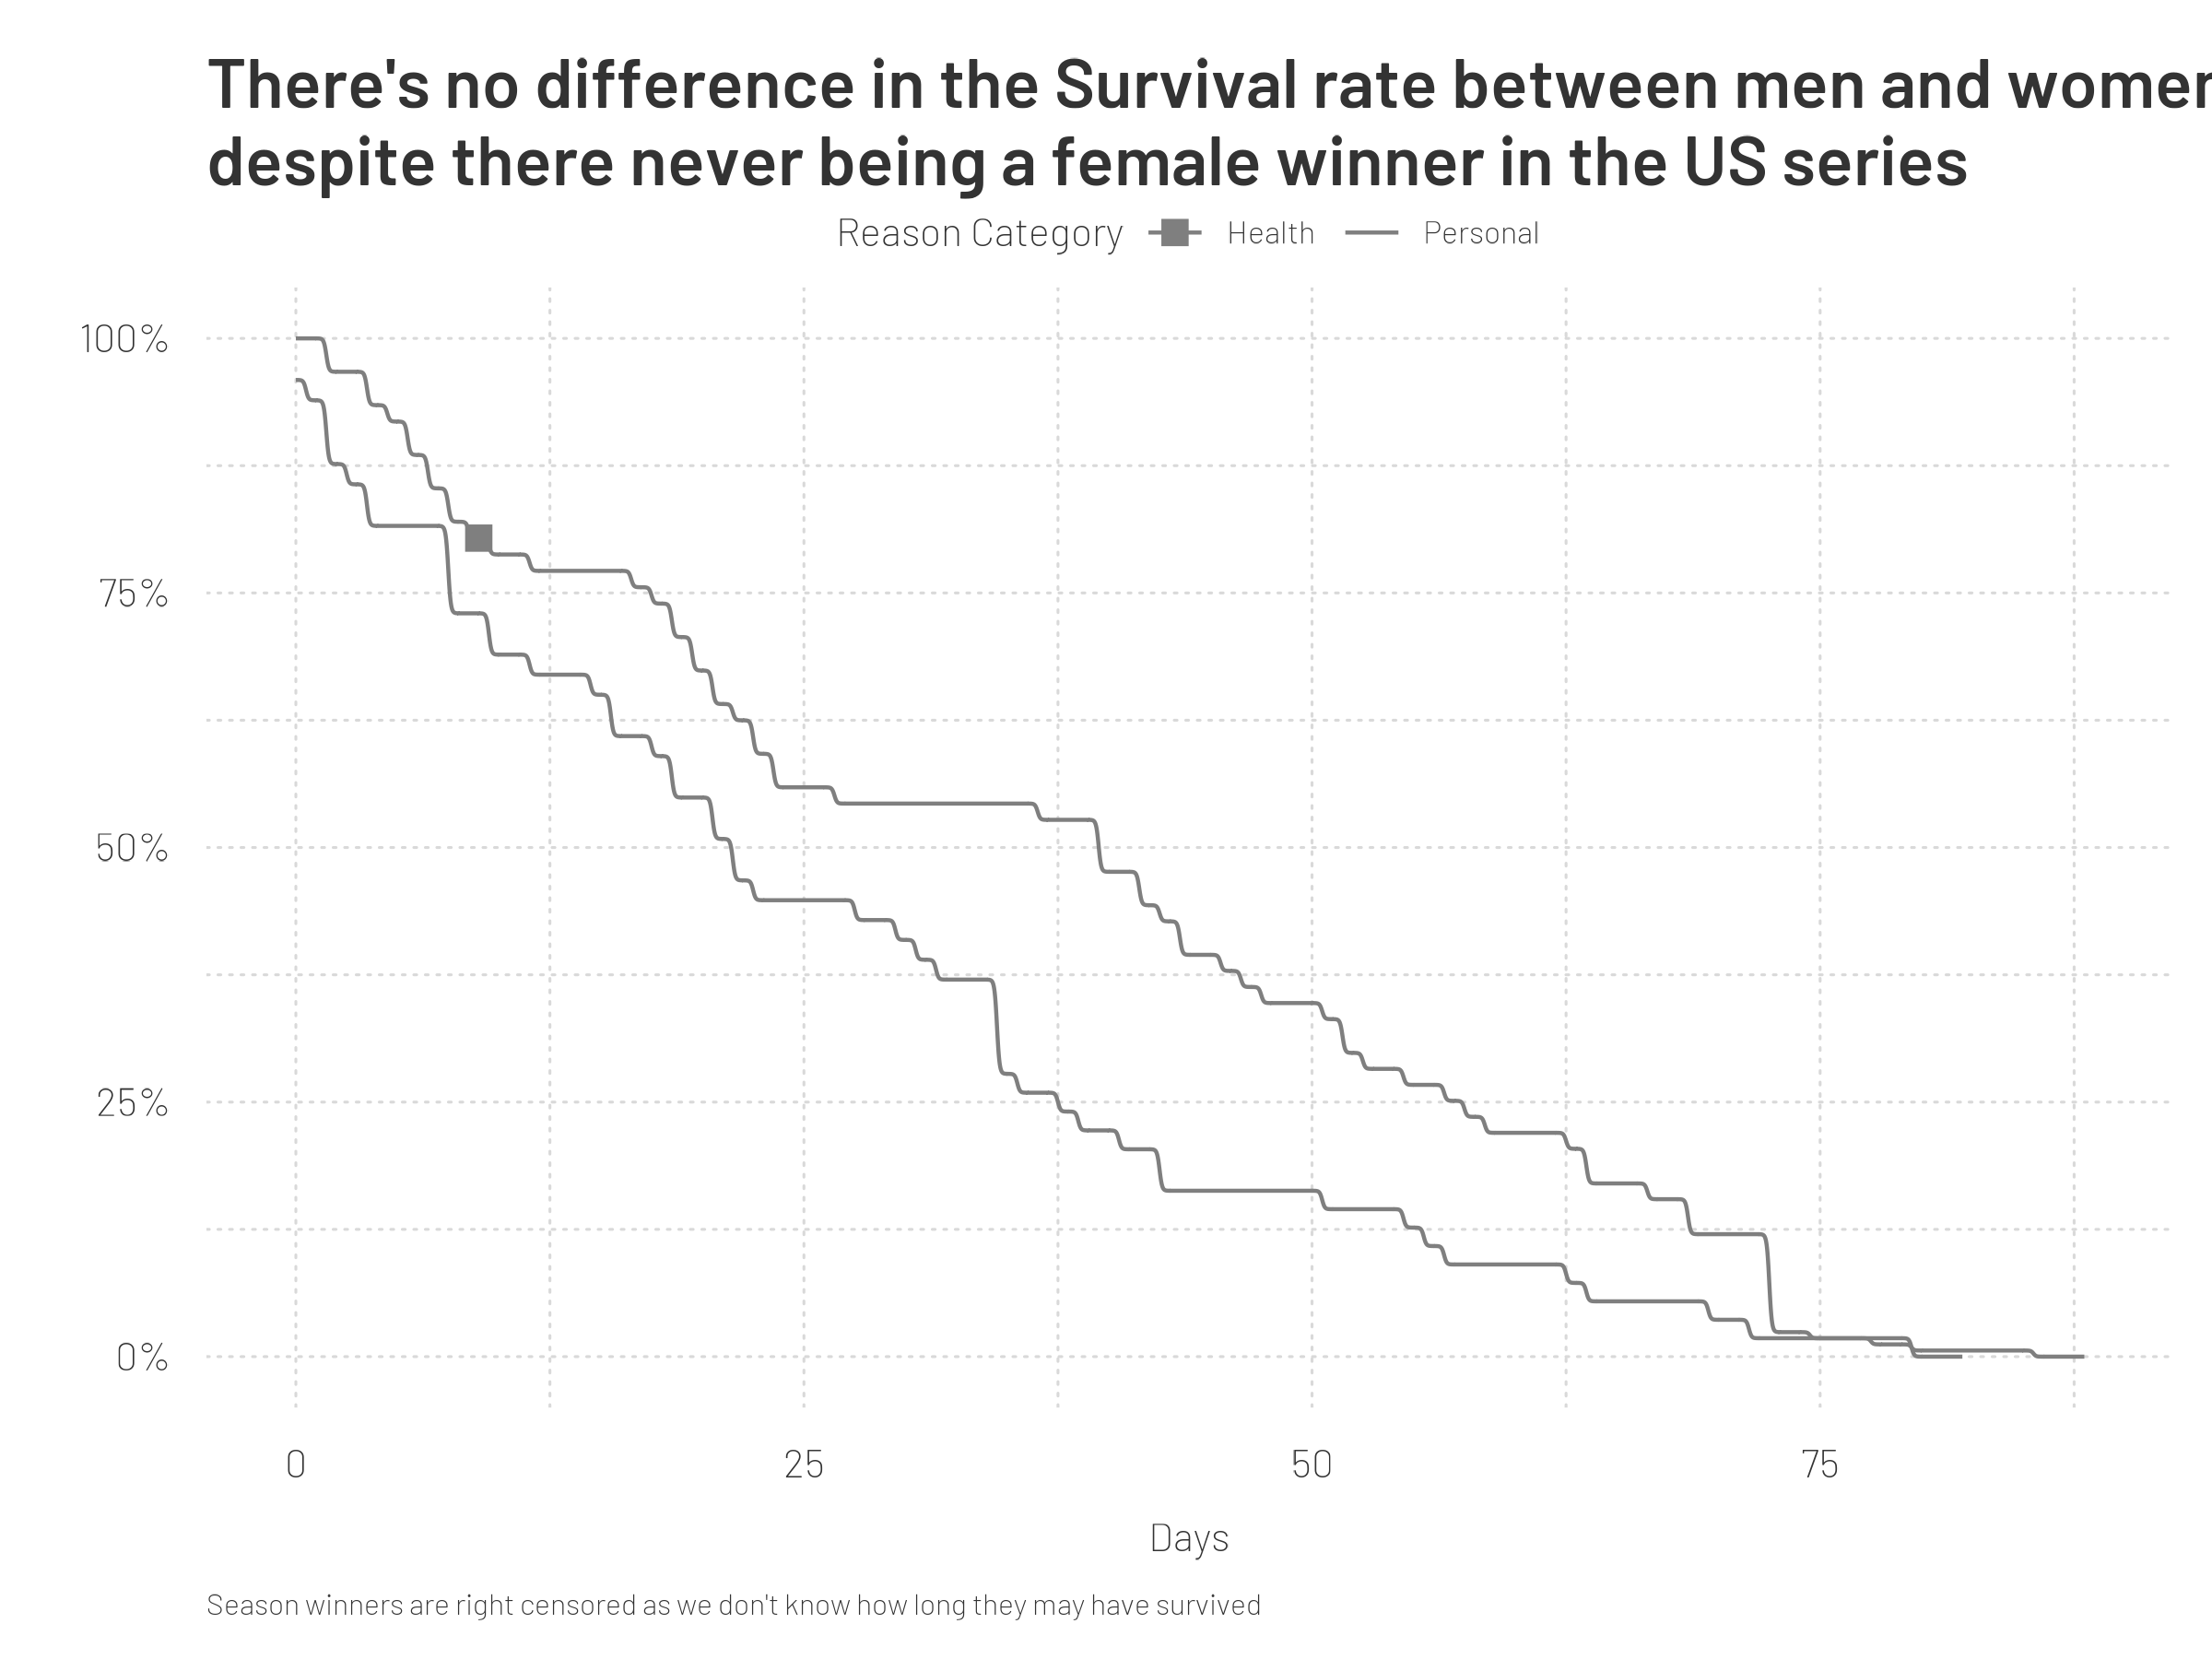 There's no difference in the Survival rate between men and women
despite there never being a female winner in the US series
Reason Category Health Personal
100%
75%
50%
25%
0%
0 25 50 75
Days
Season winners are right censored as we don't know how long they may have survived